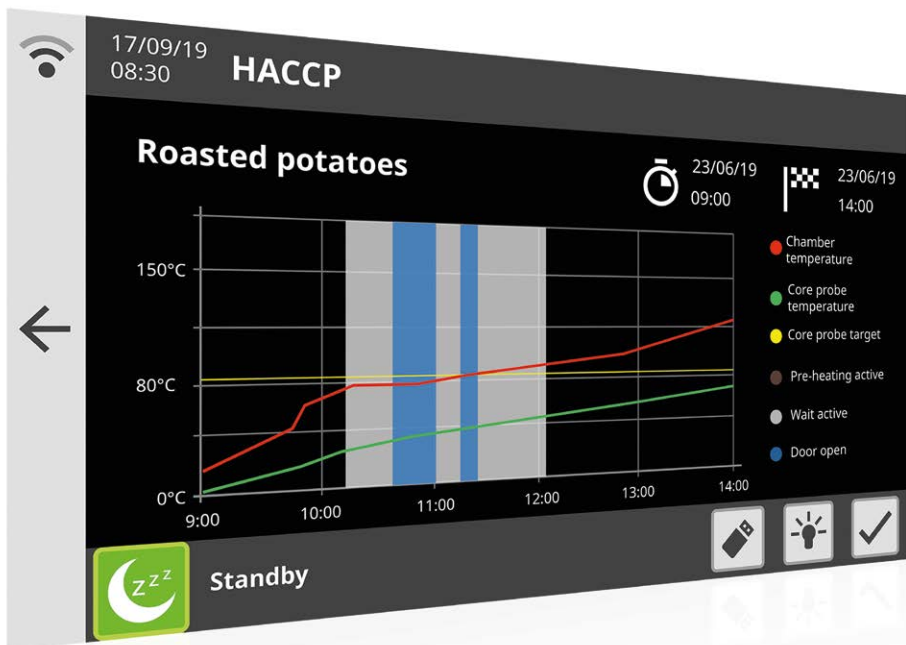 17/09/19
08:30
HACCP
Roasted potatoes
23/06/19
09:00
23/06/19
14:00
150°C
80°C
0°C
9:00
10:00
11:00
12:00
13:00
14:00
Chamber
temperature
Core probe
temperature
Core probe target
Pre-heating active
Wait active
Door open
zzz
Standby